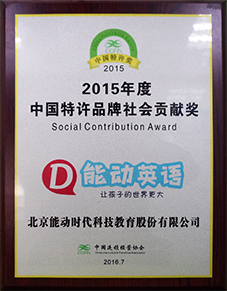 CCFA
中国特许奖
2015
2015年度
中国特许品牌社会贡献奖
Social Contribution Award
D 能动英语
让孩子的世界更大
北京能动时代科技教育股份有限公司
CCFA 中国连锁经营协会
2016.7